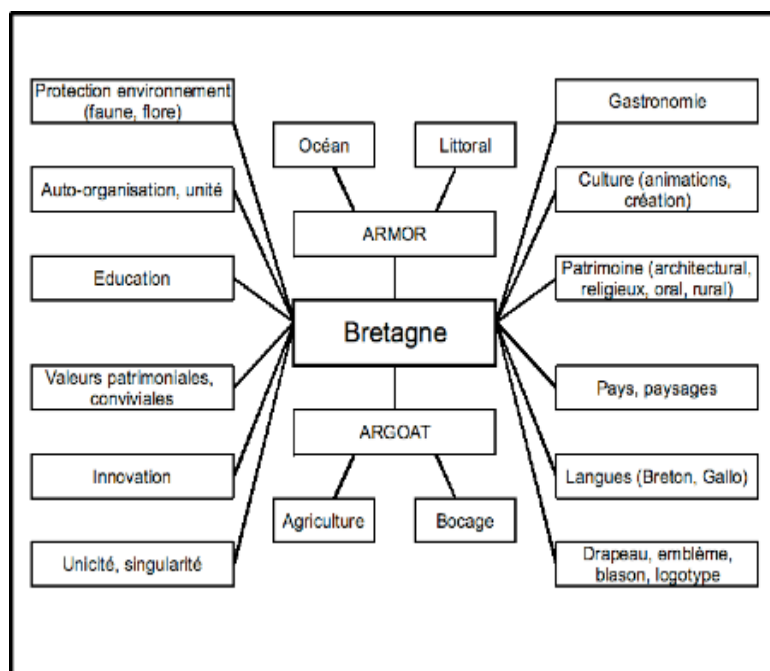 Protection environnement
(faune, flore)
Gastronomie
Océan
Littoral
Auto-organisation, unité
Culture (animations,
création)
ARMOR
Education
Patrimoine (architectural,
religieux, oral, rural)
Bretagne
Valeurs patrimoniales,
conviviales
Pays, paysages
ARGOAT
Innovation
Langues (Breton, Gallo)
Agriculture
Bocage
Unicité, singularité
Drapeau, emblème,
blason, logotype